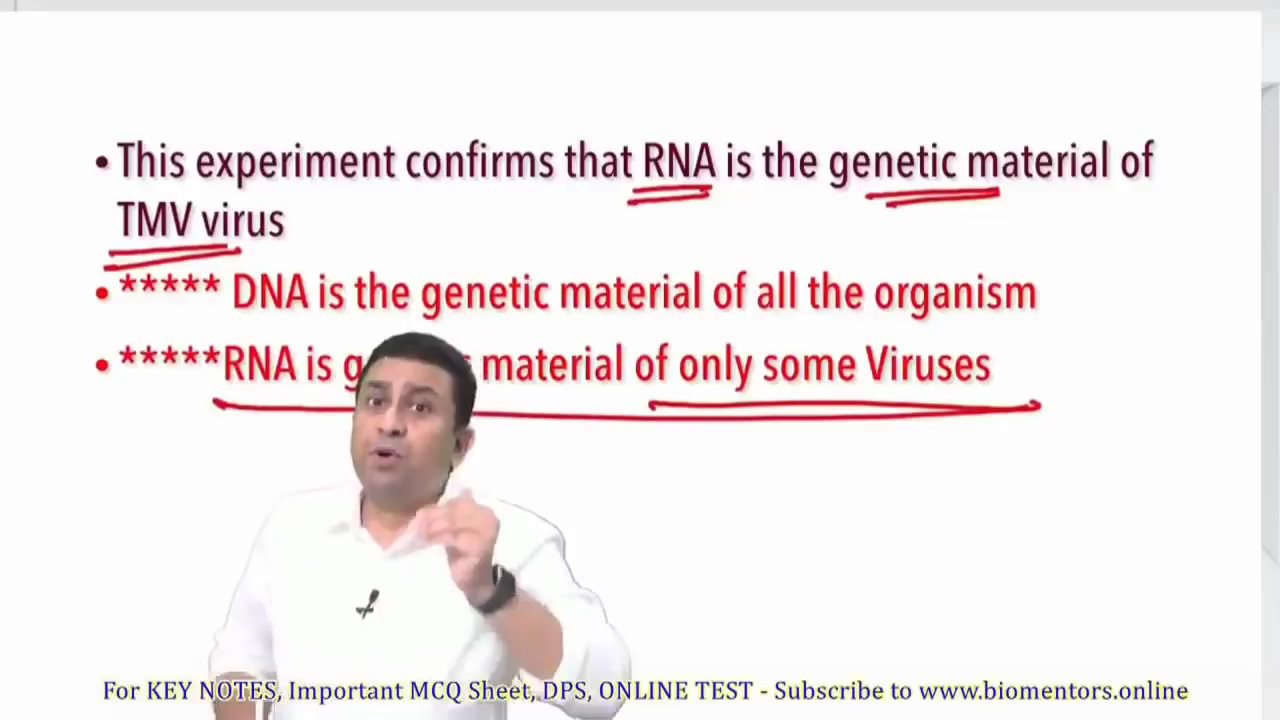 • This experiment confirms that RNA is the genetic material of
TMV virus
• ***** DNA is the genetic material of all the organism
• *****RNA is material of only some Viruses
For KEY NOTES, Important MCQ Sheet, DPS, ONLINE TEST - Subscribe to www.biomentors.online